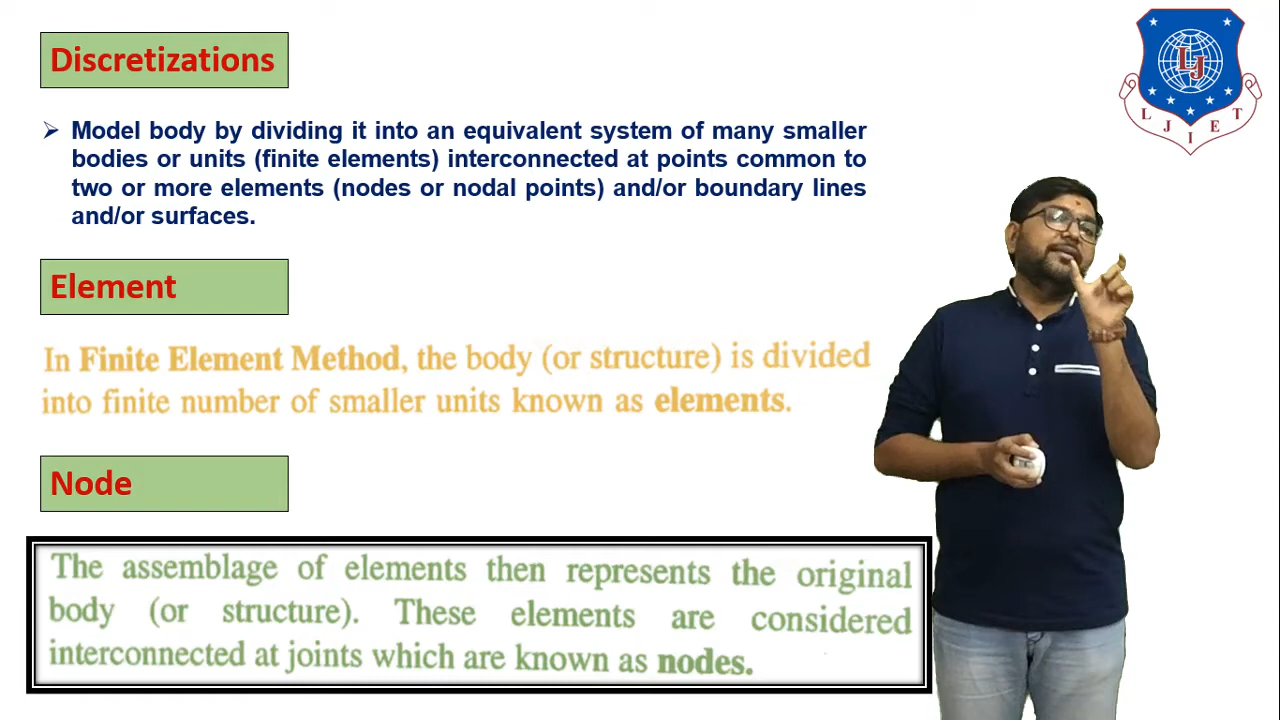 Discretizations
➢ Model body by dividing it into an equivalent system of many smaller
bodies or units (finite elements) interconnected at points common to
two or more elements (nodes or nodal points) and/or boundary lines
and/or surfaces.
Element
In Finite Element Method, the body (or structure) is divided
into finite number of smaller units known as elements.
Node
The assemblage of elements then represents the original
body (or structure). These elements are considered
interconnected at joints which are known as nodes.
LJ
L J I E T